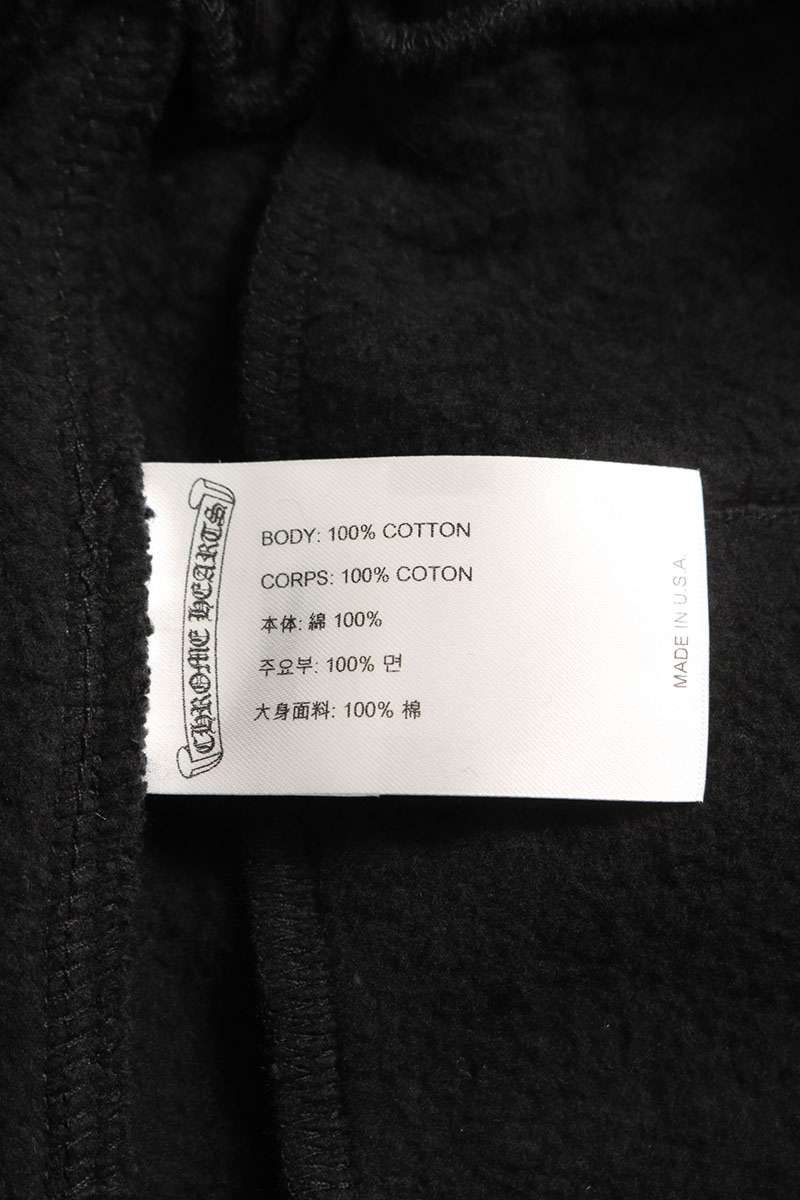 CHROME HEARTS
BODY: 100% COTTON
CORPS: 100% COTON
本体: 綿 100%
주요부: 100% 면
大身面料: 100% 棉
MADE IN U.S.A.